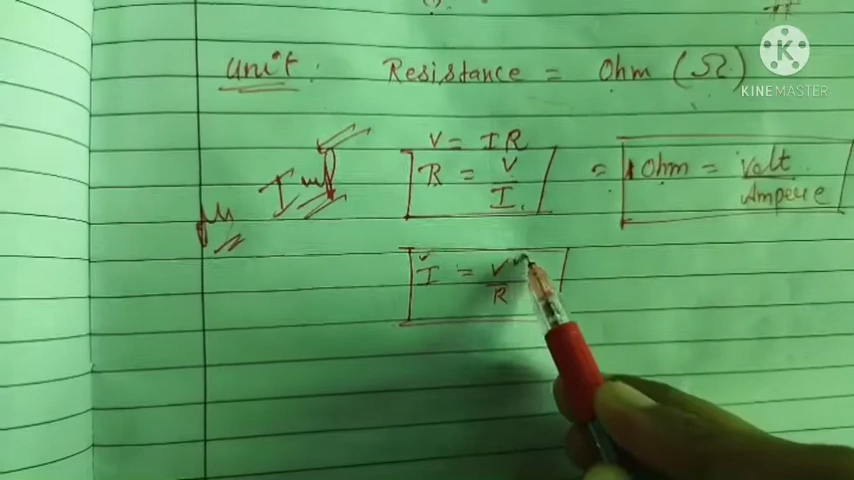 Unit : Resistance = Ohm (Ω)
KINEMASTER
V = IR
R = V/I = 1 Ohm = Volt/Ampere
I = V/R